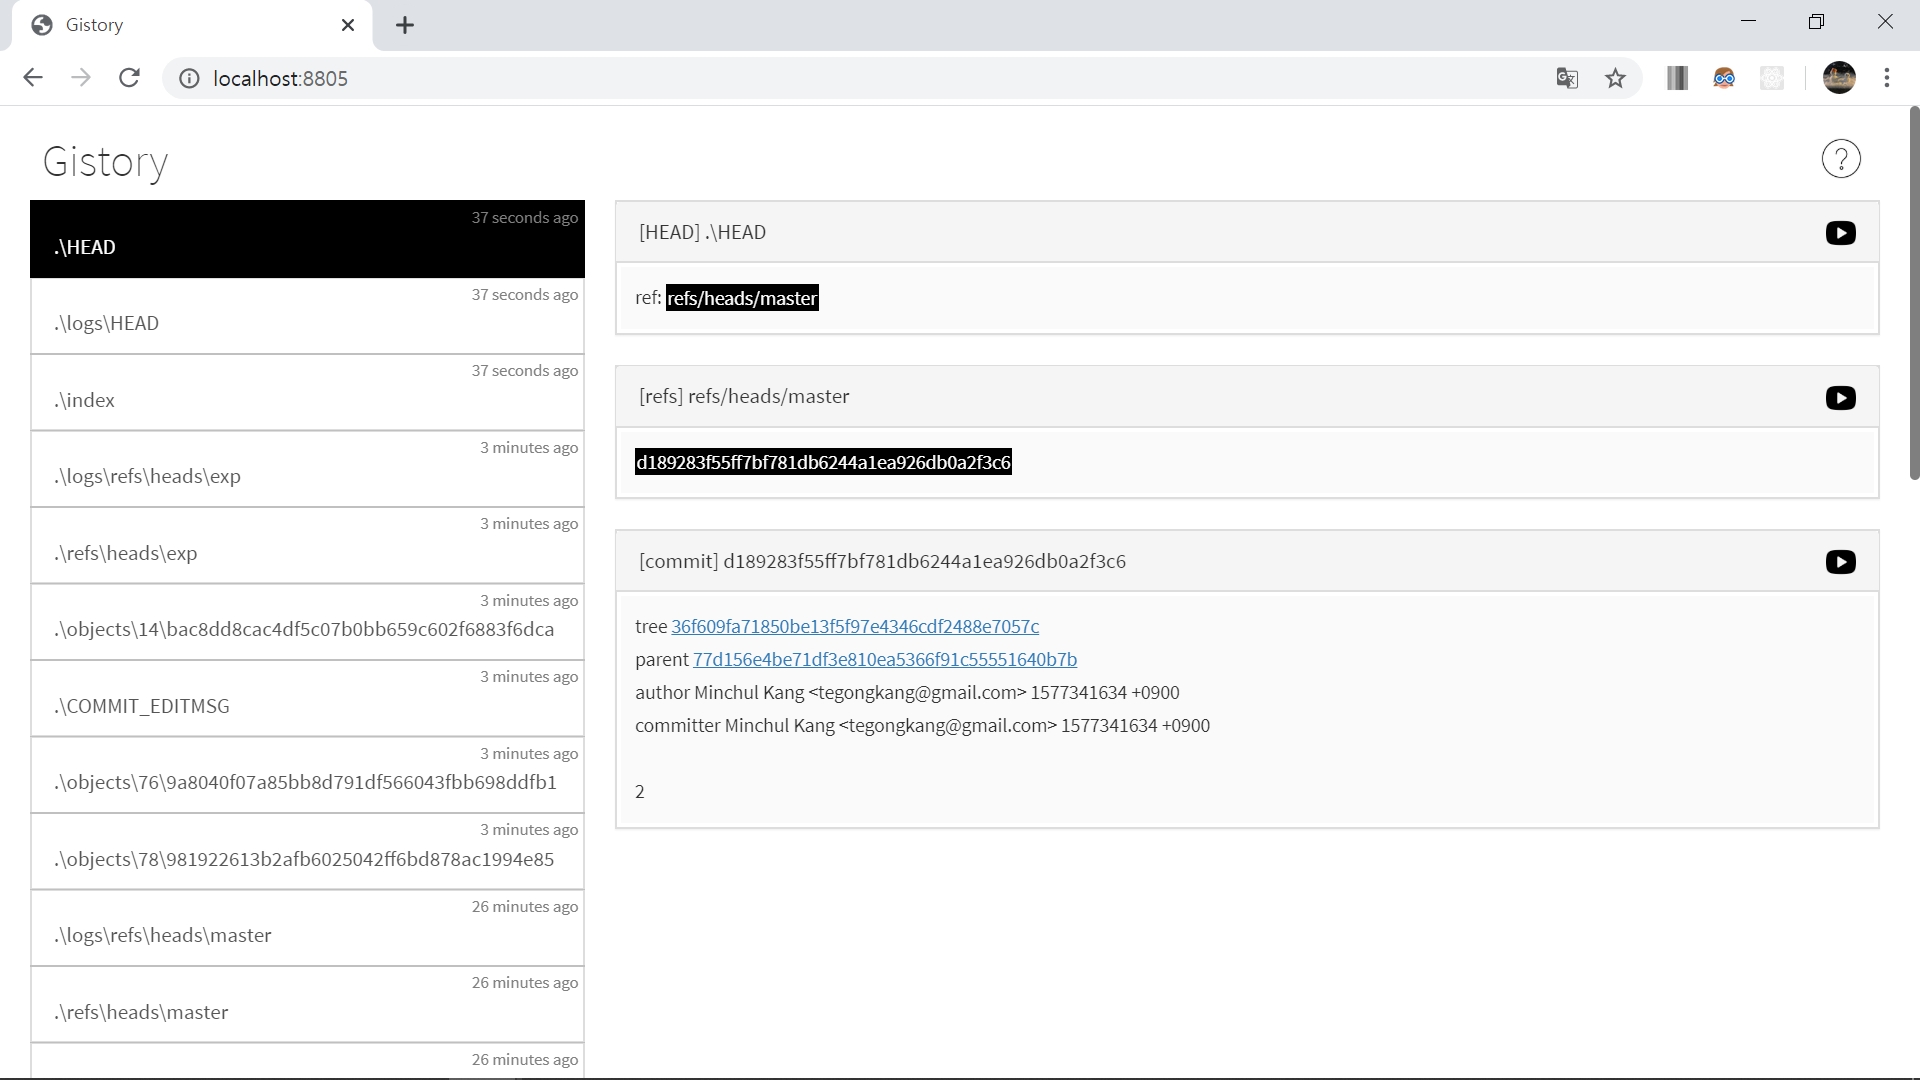 Gistory
localhost:8805
Gistory
?
37 seconds ago
.\HEAD
37 seconds ago
.\logs\HEAD
37 seconds ago
.\index
3 minutes ago
.\logs\refs\heads\exp
3 minutes ago
.\refs\heads\exp
3 minutes ago
.\objects\14\bac8dd8cac4df5c07b0bb659c602f6883f6dca
3 minutes ago
.\COMMIT_EDITMSG
3 minutes ago
.\objects\76\9a8040f07a85bb8d791df566043fbb698ddfb1
3 minutes ago
.\objects\78\981922613b2afb6025042ff6bd878ac1994e85
26 minutes ago
.\logs\refs\heads\master
26 minutes ago
.\refs\heads\master
26 minutes ago
[HEAD] .\HEAD
ref: refs/heads/master
[refs] refs/heads/master
d189283f55ff7bf781db6244a1ea926db0a2f3c6
[commit] d189283f55ff7bf781db6244a1ea926db0a2f3c6
tree 36f609fa71850be13f5f97e4346cdf2488e7057c
parent 77d156e4be71df3e810ea5366f91c55551640b7b
author Minchul Kang <tegongkang@gmail.com> 1577341634 +0900
committer Minchul Kang <tegongkang@gmail.com> 1577341634 +0900
2